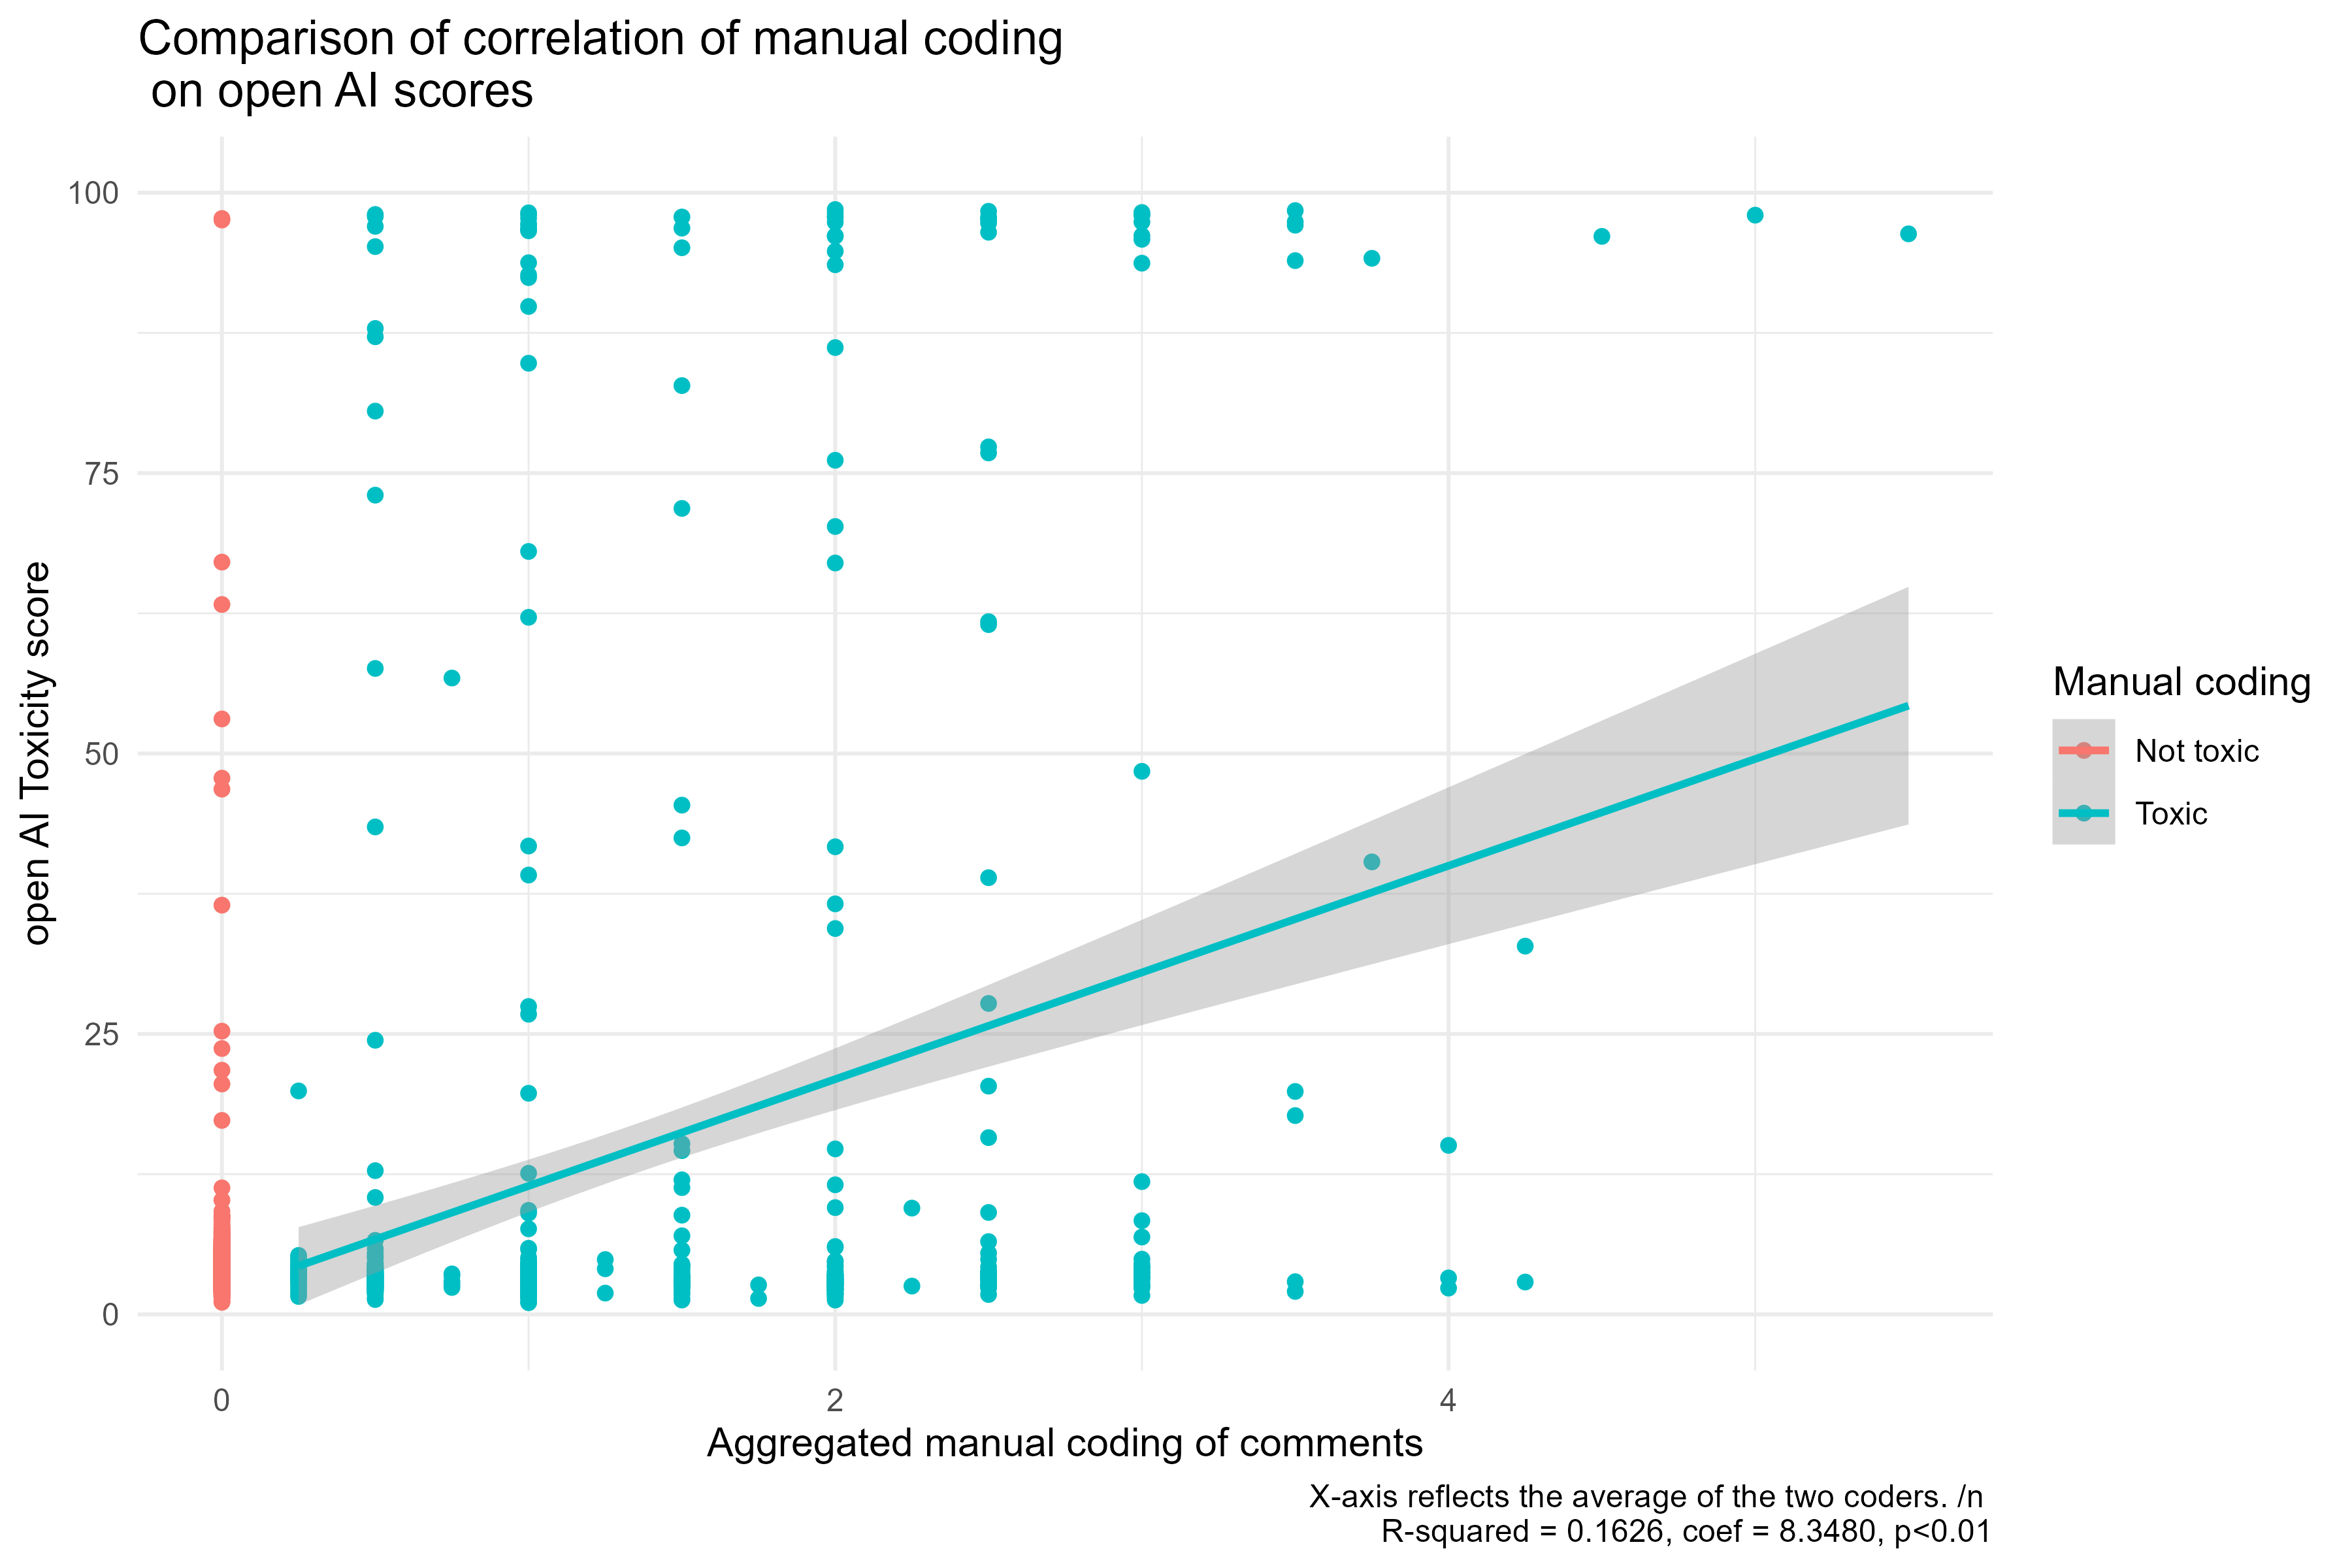 Comparison of correlation of manual coding
on open AI scores
100
75
50
25
0
open AI Toxicity score
0
2
4
Aggregated manual coding of comments
Manual coding
Not toxic
Toxic
X-axis reflects the average of the two coders. /n
R-squared = 0.1626, coef = 8.3480, p<0.01